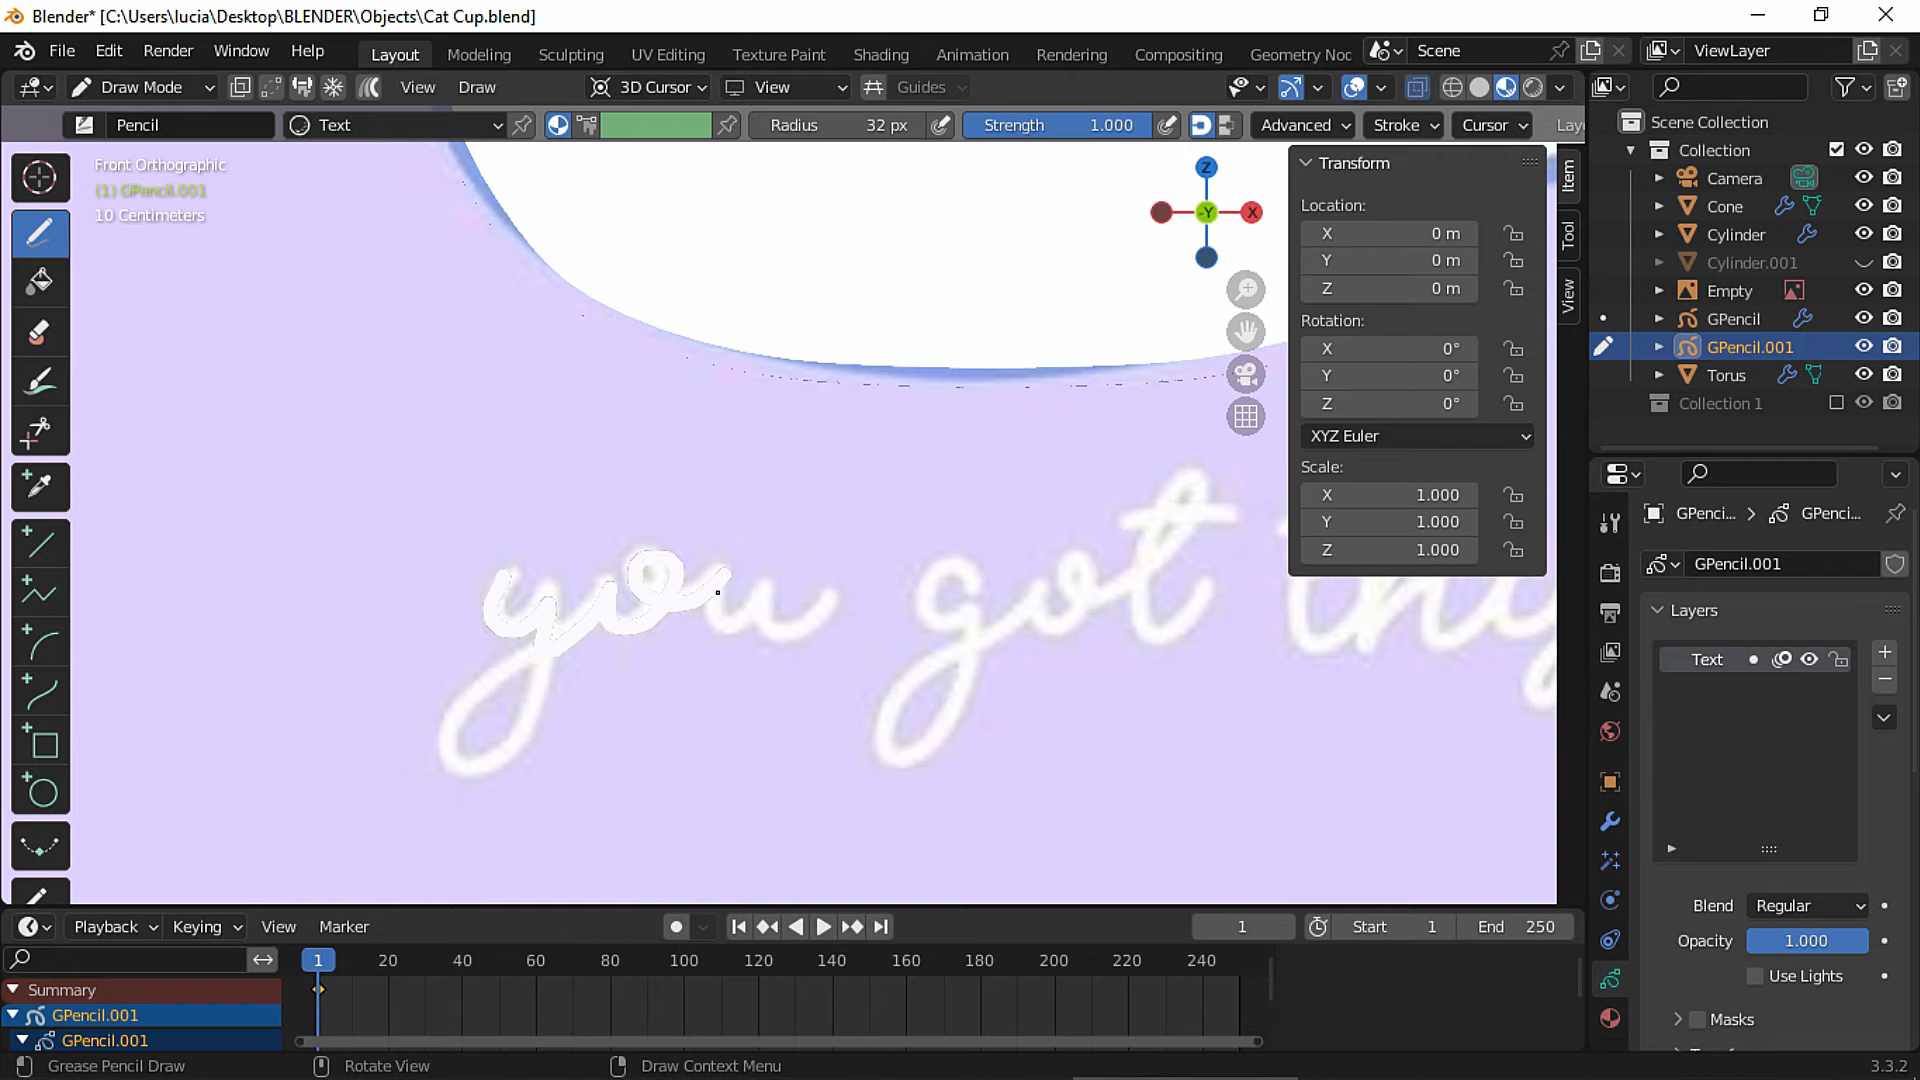 Blender* [C:\Users\lucia\Desktop\BLENDER\Objects\Cat Cup.blend]
File Edit Render Window Help Layout Modeling Sculpting UV Editing Texture Paint Shading Animation Rendering Compositing Geometry Noc Scene ViewLayer
Draw Mode View Draw 3D Cursor View Guides
Pencil Text Radius 32 px Strength 1.000 Advanced Stroke Cursor Lay
Front Orthographic
(1) GPencil.001
10 Centimeters
Z
-Y
X
Transform
Location:
X 0 m
Y 0 m
Z 0 m
Rotation:
X 0°
Y 0°
Z 0°
XYZ Euler
Scale:
X 1.000
Y 1.000
Z 1.000
Item
Tool
View
you got thi
Scene Collection
Collection
Camera
Cone
Cylinder
Cylinder.001
Empty
GPencil
GPencil.001
Torus
Collection 1
GPenci... > GPenci...
GPencil.001
Layers
Text
Blend Regular
Opacity 1.000
Use Lights
Masks
Playback Keying View Marker 1 Start 1 End 250
1 20 40 60 80 100 120 140 160 180 200 220 240
Summary
GPencil.001
GPencil.001
Grease Pencil Draw Rotate View Draw Context Menu 3.3.2